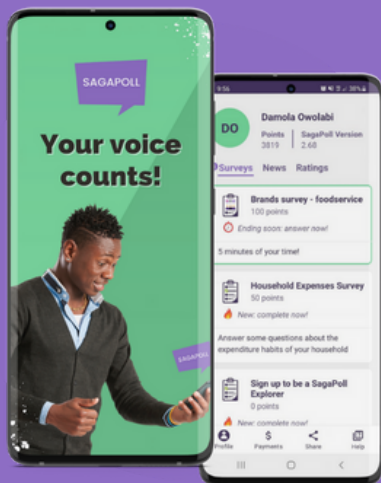 SAGAPOLL
Your voice
counts!
SAGAPOLL
9:56
38%
DO
Damola Owolabi
Points
SagaPoll Version
3819
2.68
Surveys
News
Ratings
Brands survey - foodservice
100 points
Ending soon: answer now!
5 minutes of your time!
Household Expenses Survey
50 points
New: complete now!
Answer some questions about the
expenditure habits of your household
Sign up to be a SagaPoll
Explorer
0 points
New: complete now!
Profile
Payments
Share
Help